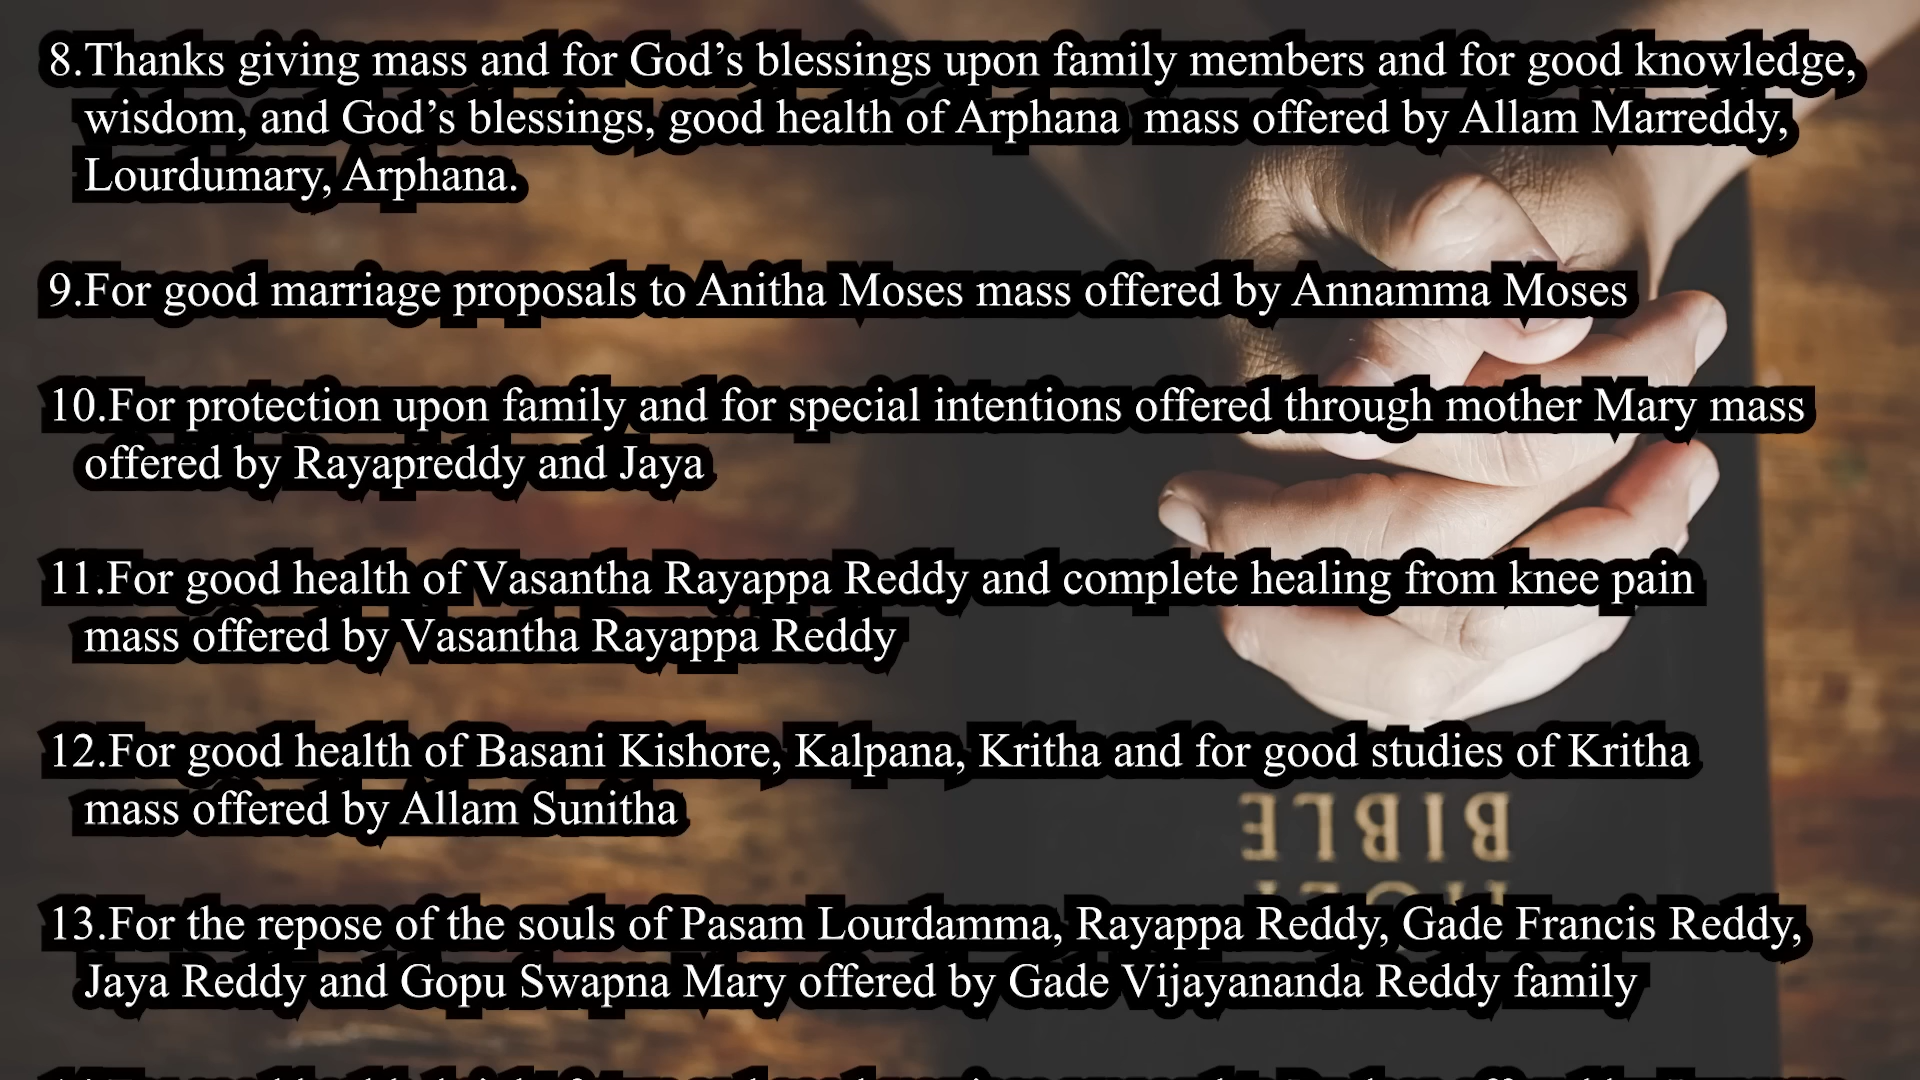 8.Thanks giving mass and for God’s blessings upon family members and for good knowledge,
wisdom, and God’s blessings, good health of Arphana  mass offered by Allam Marreddy,
Lourdumary, Arphana.
9.For good marriage proposals to Anitha Moses mass offered by Annamma Moses
10.For protection upon family and for special intentions offered through mother Mary mass
offered by Rayapreddy and Jaya
11.For good health of Vasantha Rayappa Reddy and complete healing from knee pain
mass offered by Vasantha Rayappa Reddy
12.For good health of Basani Kishore, Kalpana, Kritha and for good studies of Kritha
mass offered by Allam Sunitha
BIBLE
13.For the repose of the souls of Pasam Lourdamma, Rayappa Reddy, Gade Francis Reddy,
Jaya Reddy and Gopu Swapna Mary offered by Gade Vijayananda Reddy family